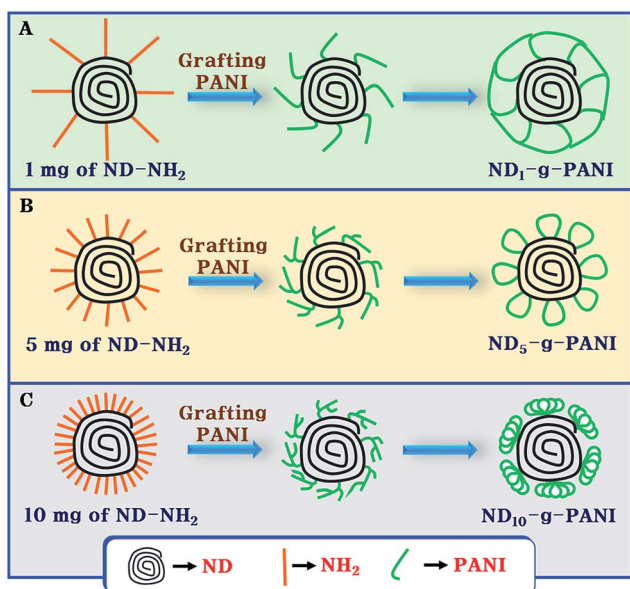 A
Grafting
PANI
1 mg of ND-NH₂
ND₁-g-PANI
B
Grafting
PANI
5 mg of ND-NH₂
ND₅-g-PANI
C
Grafting
PANI
10 mg of ND-NH₂
ND₁₀-g-PANI
ND
NH₂
PANI